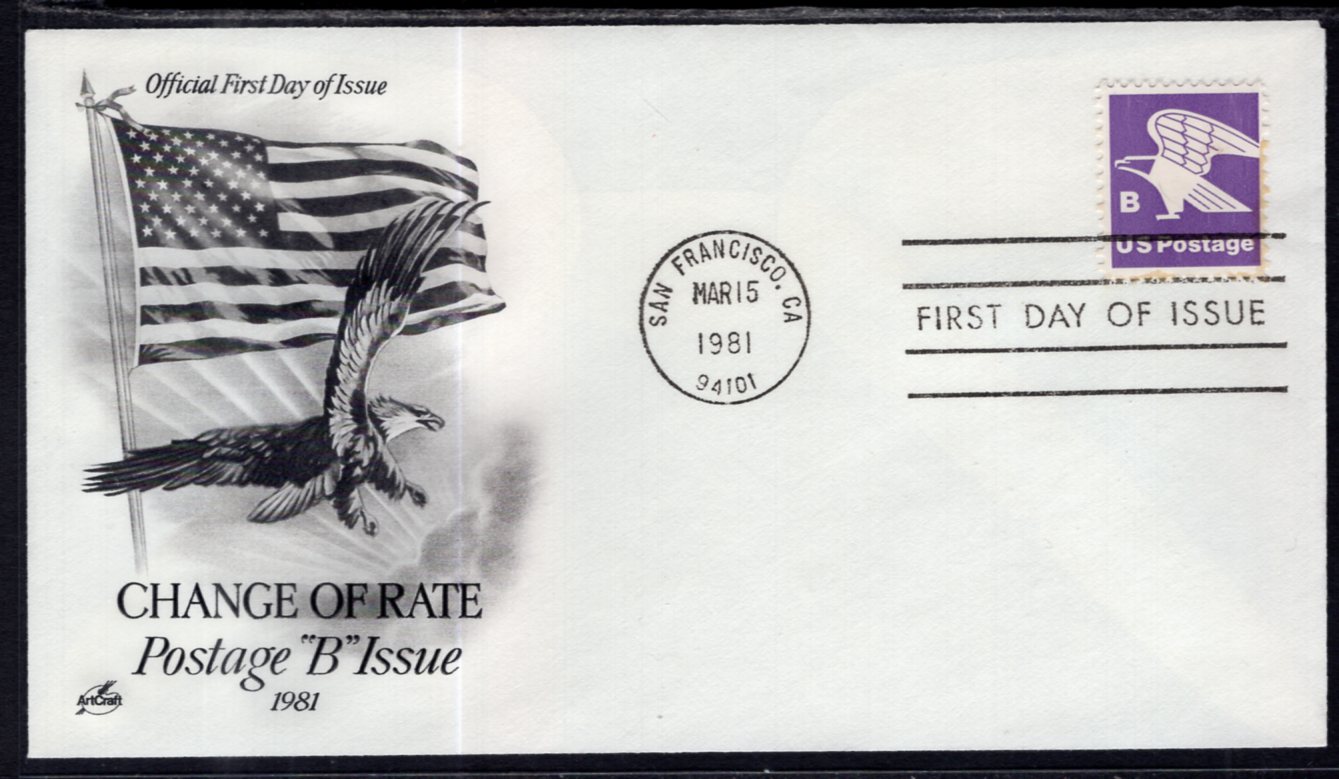 Official First Day of Issue
B
US Postage
SAN FRANCISCO, CA
MAR 15
1981
94101
FIRST DAY OF ISSUE
CHANGE OF RATE
Postage "B" Issue
1981
ArtCraft